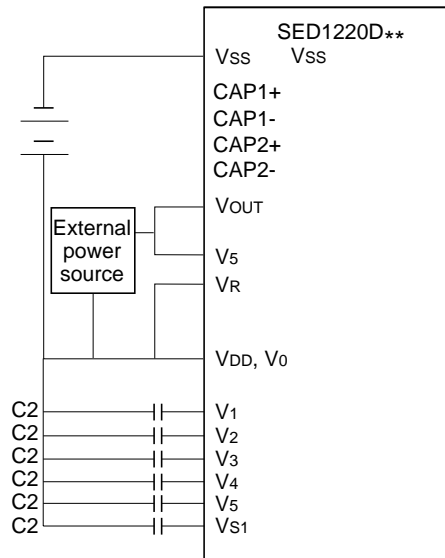 SED1220D**
VSS VSS
CAP1+
CAP1-
CAP2+
CAP2-
VOUT
External
power
source
V5
VR
VDD, V0
C2 V1
C2 V2
C2 V3
C2 V4
C2 V5
C2 VS1